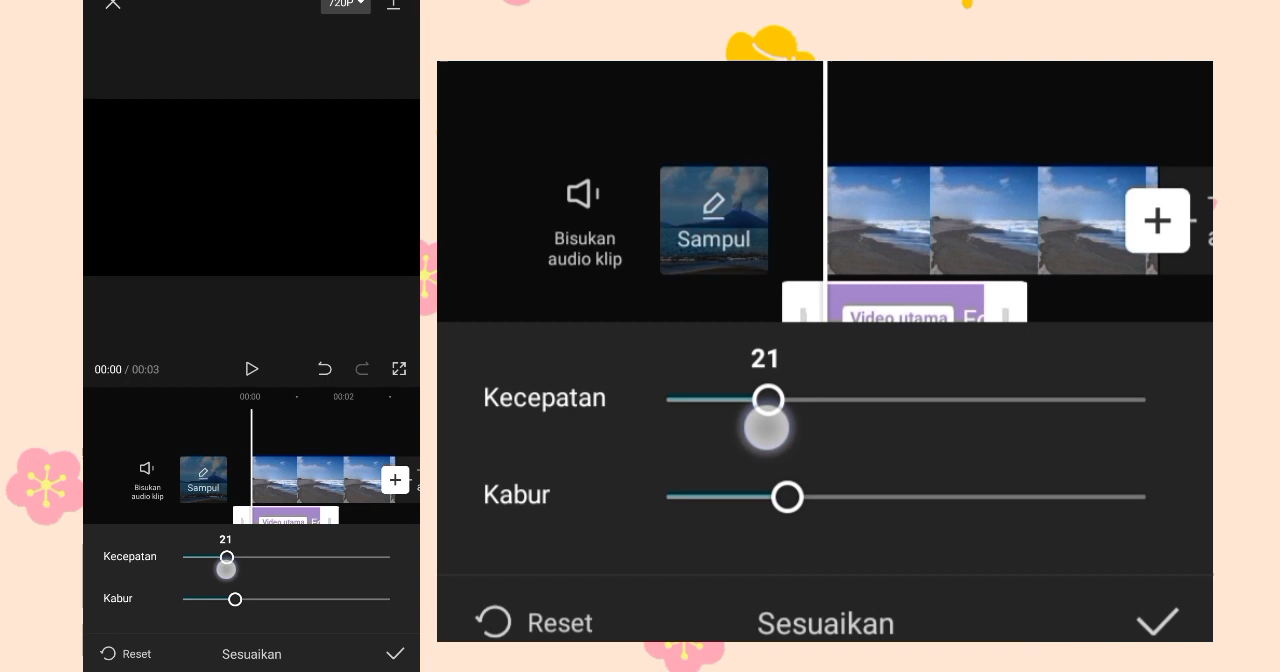 720P
00:00 / 00:03
00:00
00:02
Bisukan
audio klip
Sampul
Video utama
21
Kecepatan
Kabur
Reset
Sesuaikan
Bisukan
audio klip
Sampul
Video utama
21
Kecepatan
Kabur
Reset
Sesuaikan